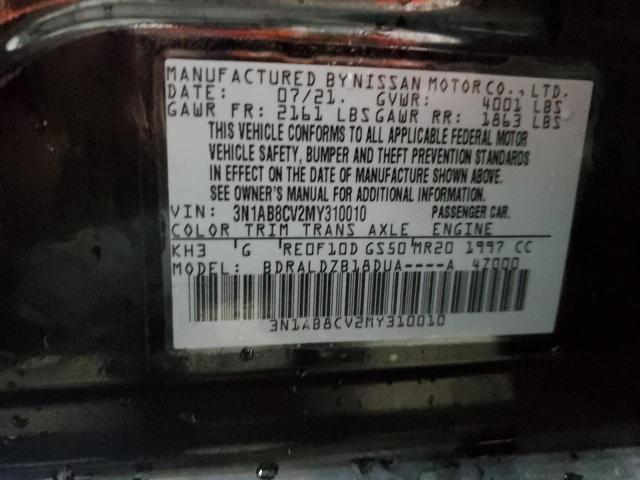 MANUFACTURED BY NISSAN MOTOR CO., LTD.
DATE: 07/21. GVWR: 4001 LBS
GAWR FR: 2161 LBS GAWR RR: 1863 LBS
THIS VEHICLE CONFORMS TO ALL APPLICABLE FEDERAL MOTOR
VEHICLE SAFETY, BUMPER AND THEFT PREVENTION STANDARDS
IN EFFECT ON THE DATE OF MANUFACTURE SHOWN ABOVE.
SEE OWNER'S MANUAL FOR ADDITIONAL INFORMATION.
VIN: 3N1AB8CV2MY310010 PASSENGER CAR.
COLOR TRIM TRANS AXLE ENGINE
KH3 G RE0F10D GS50 MR20 1997 CC
MODEL: BDRALDZB18DUA----A 4Z000
3N1AB8CV2MY310010